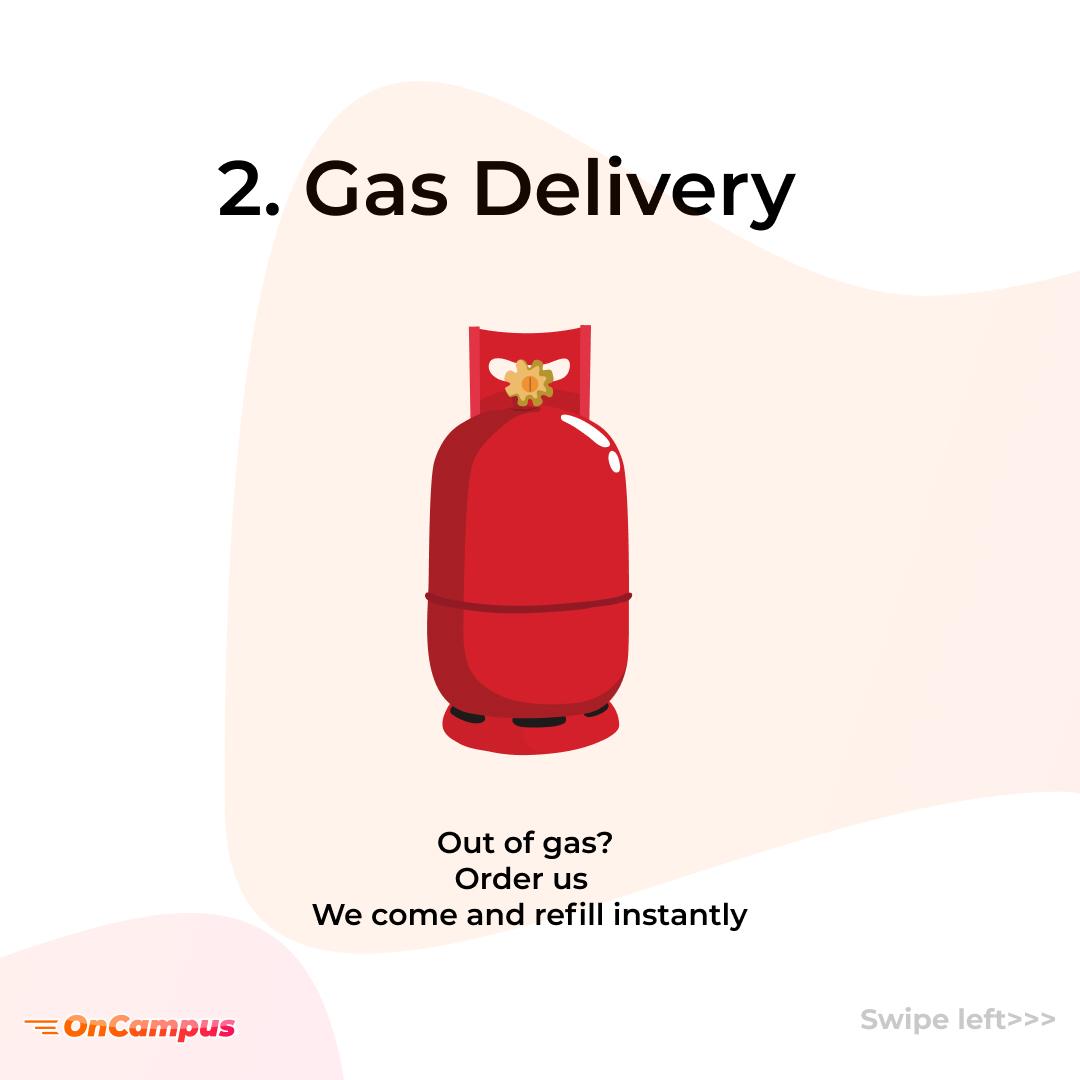 2. Gas Delivery
Out of gas?
Order us
We come and refill instantly
OnCampus
Swipe left>>>